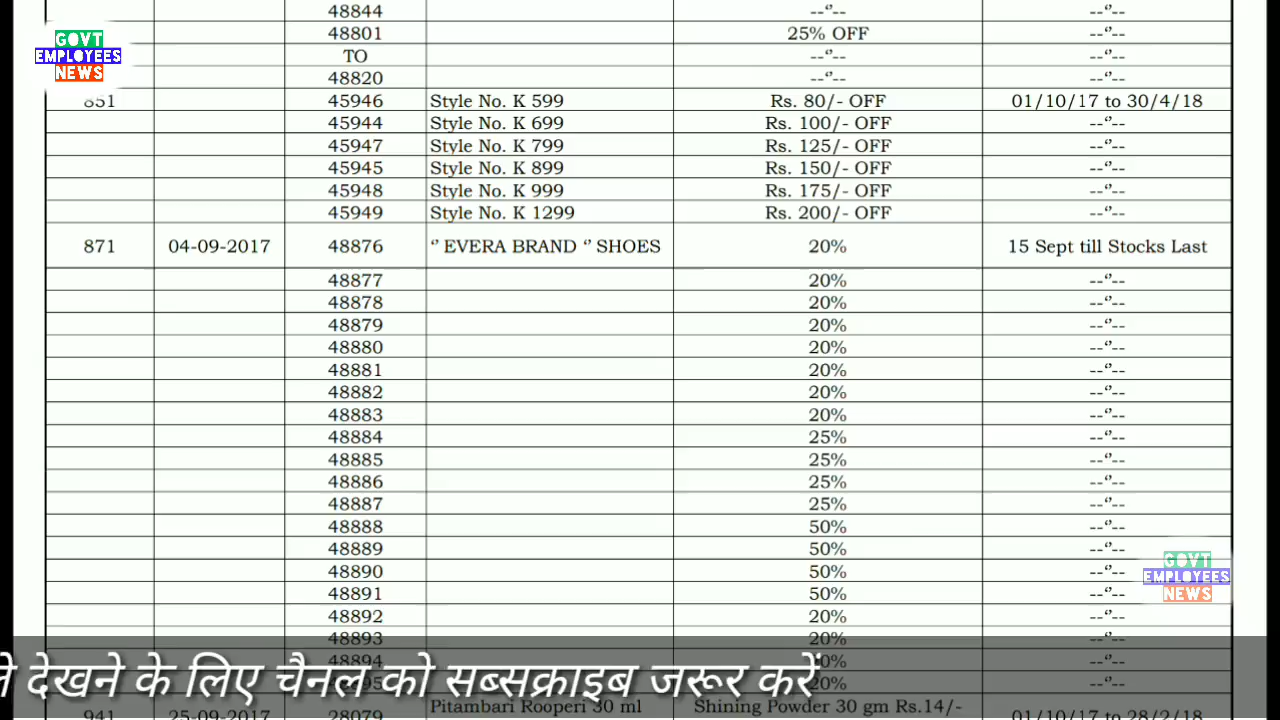 48844 --“--
48801 25% OFF --“--
GOVT
EMPLOYEES
NEWS
TO --“-- --“--
48820 --“-- --“--
851 45946 Style No. K 599 Rs. 80/- OFF 01/10/17 to 30/4/18
45944 Style No. K 699 Rs. 100/- OFF --“--
45947 Style No. K 799 Rs. 125/- OFF --“--
45945 Style No. K 899 Rs. 150/- OFF --“--
45948 Style No. K 999 Rs. 175/- OFF --“--
45949 Style No. K 1299 Rs. 200/- OFF --“--
871 04-09-2017 48876 “ EVERA BRAND “ SHOES 20% 15 Sept till Stocks Last
48877 20% --“--
48878 20% --“--
48879 20% --“--
48880 20% --“--
48881 20% --“--
48882 20% --“--
48883 20% --“--
48884 25% --“--
48885 25% --“--
48886 25% --“--
48887 25% --“--
48888 50% --“--
48889 50% --“--
48890 50% --“--
48891 50% --“--
GOVT
EMPLOYEES
NEWS
48892 20% --“--
48893 20% --“--
48894 --“--
20% --“--
देखने के लिए चैनल को सब्सक्राइब जरूर करें
Pitambari Rooperi 30 ml Shining Powder 30 gm Rs.14/-
941 25-09-2017 28079 01/10/17 to 28/2/18